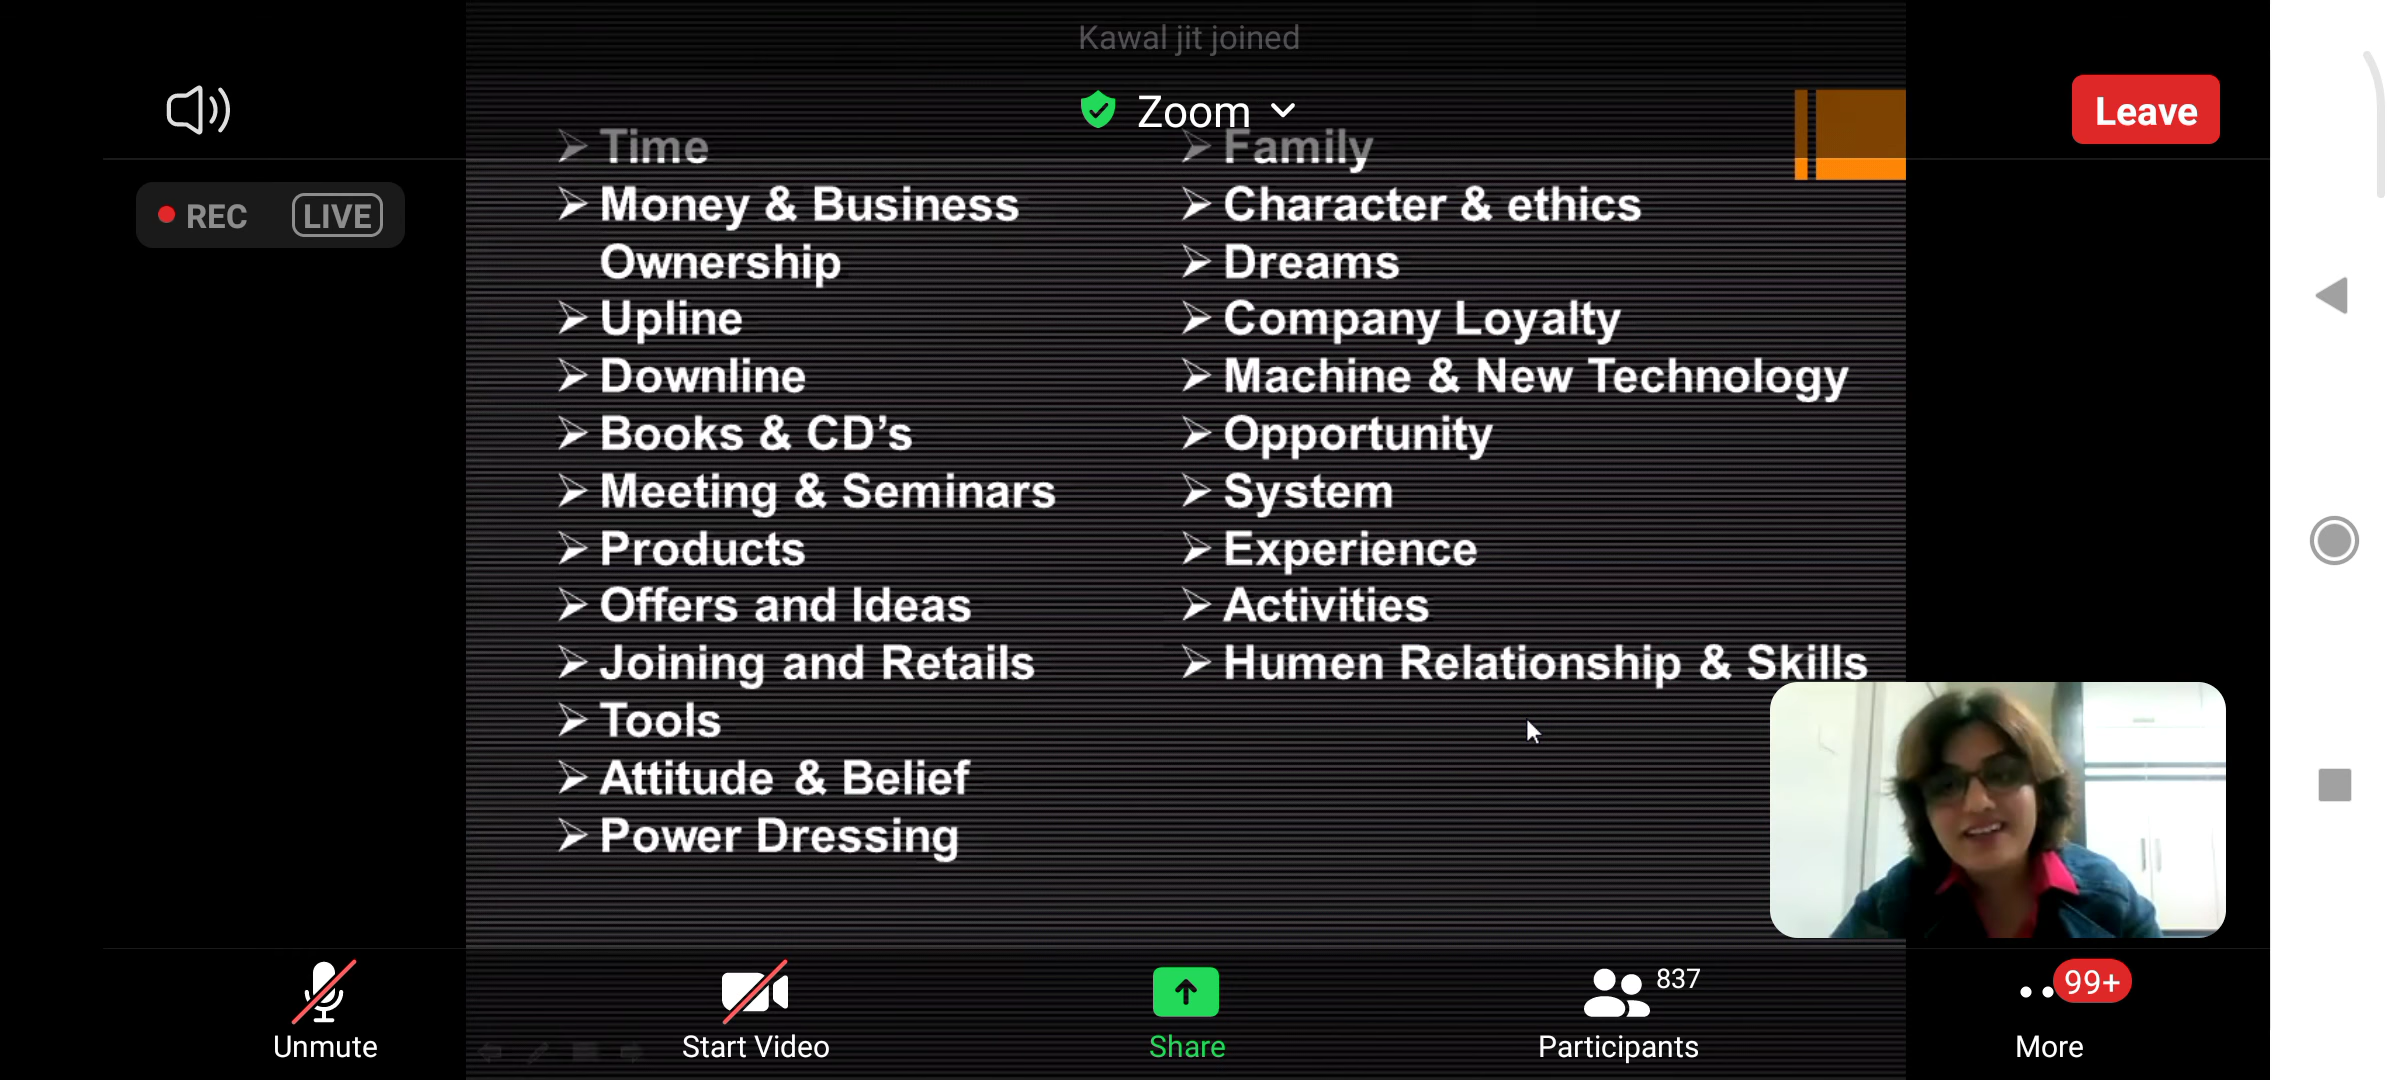 Kawal jit joined
Zoom
Leave
REC LIVE
Time
Money & Business
Ownership
Upline
Downline
Books & CD’s
Meeting & Seminars
Products
Offers and Ideas
Joining and Retails
Tools
Attitude & Belief
Power Dressing
Family
Character & ethics
Dreams
Company Loyalty
Machine & New Technology
Opportunity
System
Experience
Activities
Humen Relationship & Skills
Unmute
Start Video
Share
837
Participants
99+
More